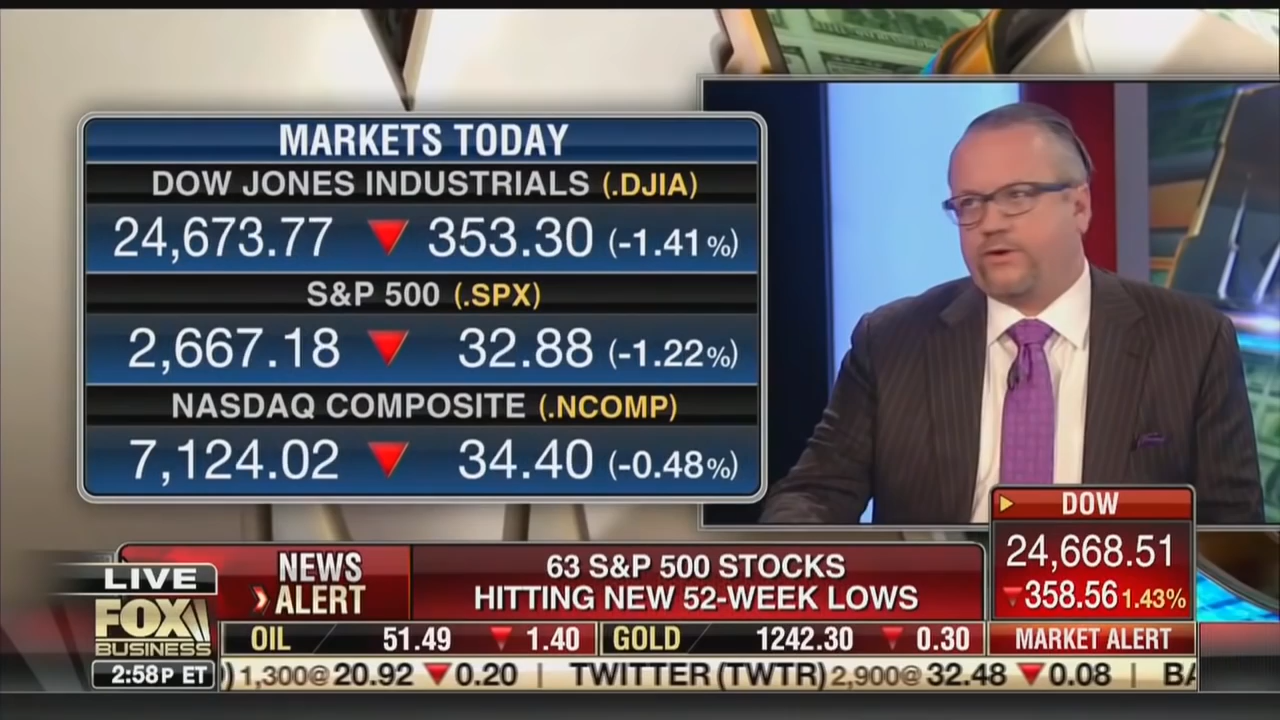 MARKETS TODAY
DOW JONES INDUSTRIALS (.DJIA)
24,673.77 ▼ 353.30 (-1.41%)
S&P 500 (.SPX)
2,667.18 ▼ 32.88 (-1.22%)
NASDAQ COMPOSITE (.NCOMP)
7,124.02 ▼ 34.40 (-0.48%)
DOW
24,668.51
▼358.56 1.43%
MARKET ALERT
NEWS
ALERT
63 S&P 500 STOCKS
HITTING NEW 52-WEEK LOWS
LIVE
FOX
BUSINESS
2:58P ET
OIL 51.49 ▼ 1.40 GOLD 1242.30 ▼ 0.30
) 1,300@20.92 ▼0.20 | TWITTER (TWTR) 2,900@32.48 ▼0.08 |